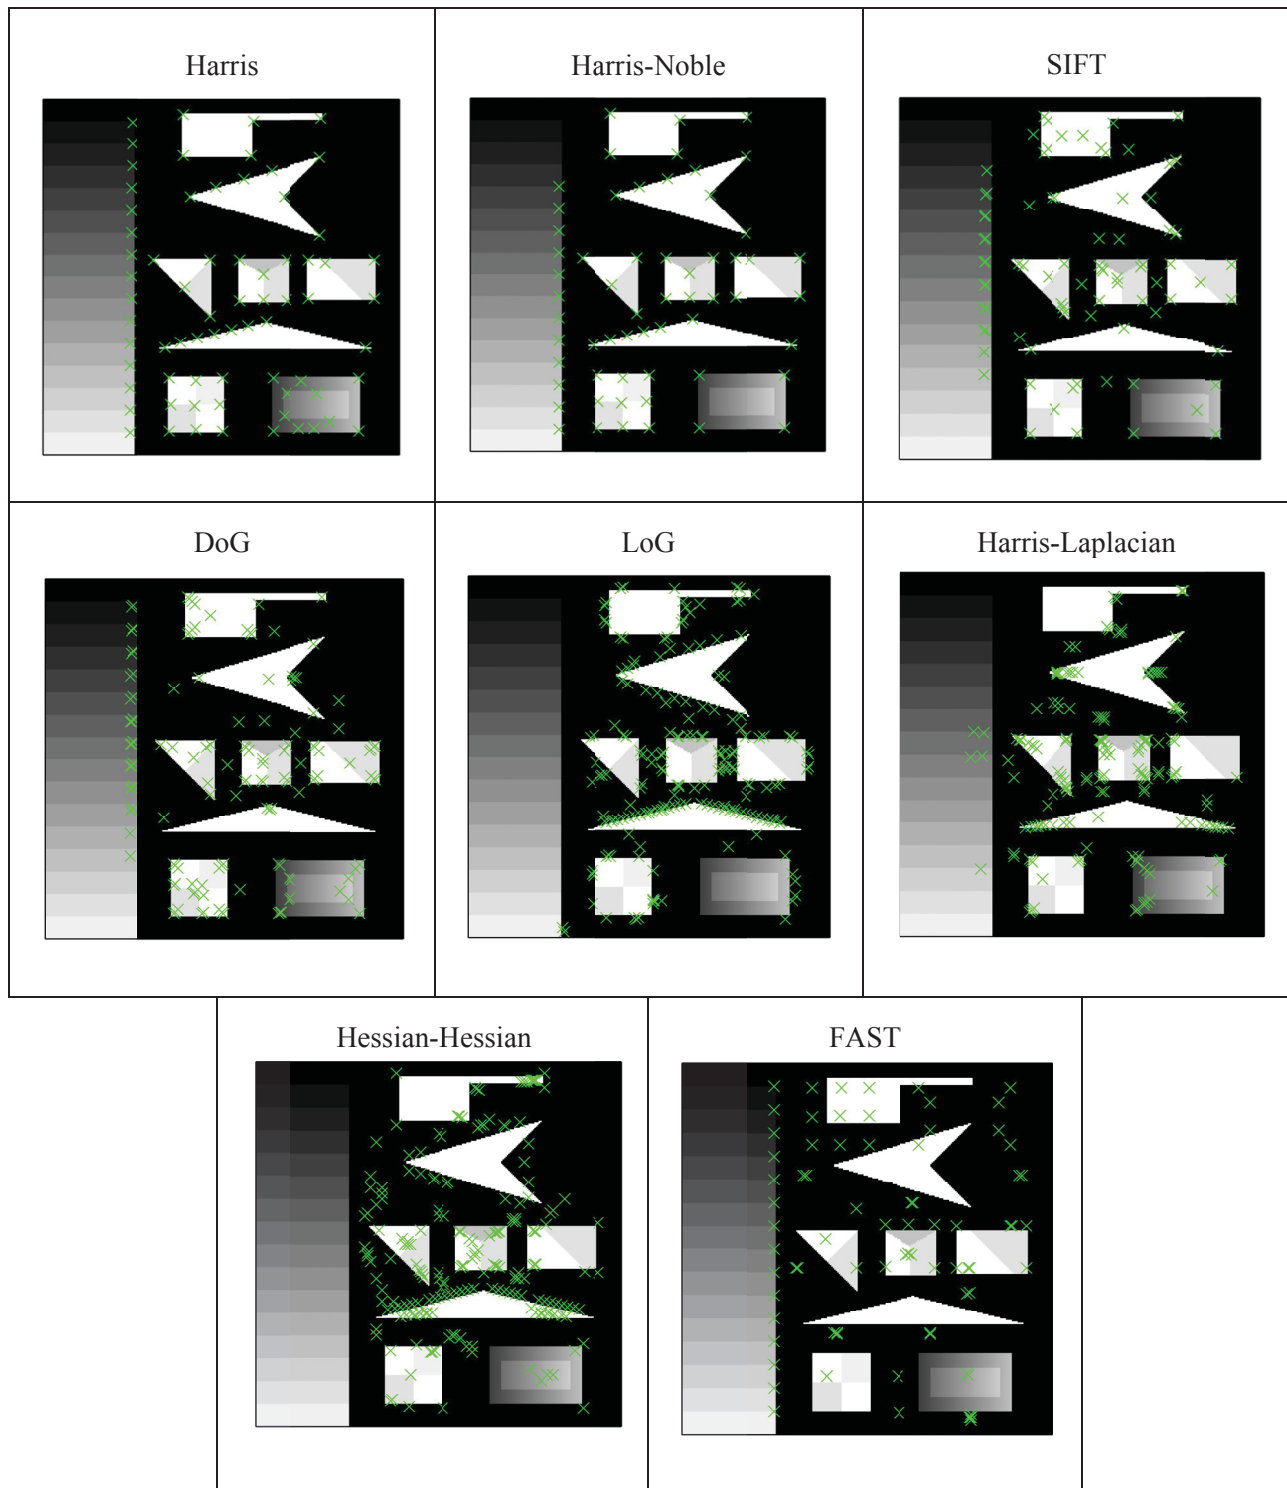 Harris
Harris-Noble
SIFT
DoG
LoG
Harris-Laplacian
Hessian-Hessian
FAST